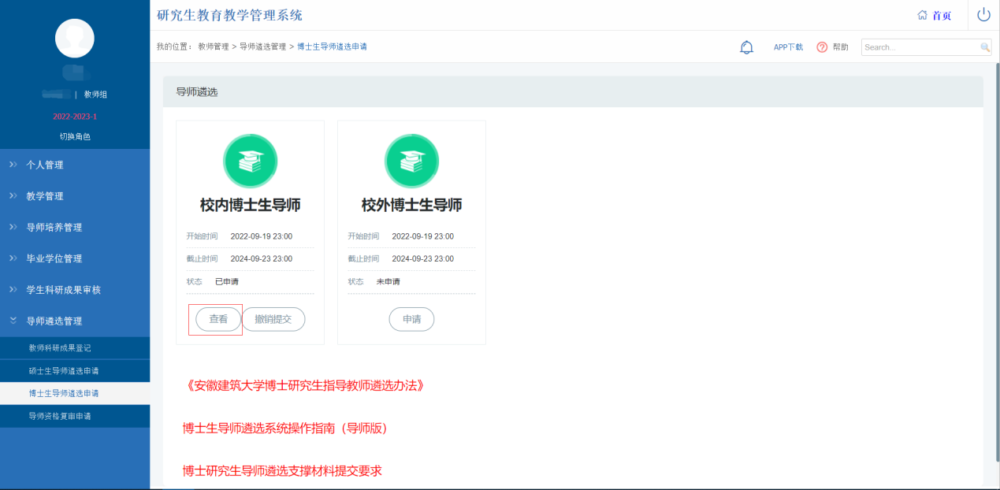 研究生教育教学管理系统
首页
我的位置： 教师管理 > 导师遴选管理 > 博士生导师遴选申请
APP下载
帮助
Search...
| 教师组
2022-2023-1
切换角色
个人管理
教学管理
导师培养管理
毕业学位管理
学生科研成果审核
导师遴选管理
教师科研成果登记
硕士生导师遴选申请
博士生导师遴选申请
导师资格复审申请
导师遴选
校内博士生导师
开始时间 2022-09-19 23:00
截止时间 2024-09-23 23:00
状态 已申请
查看 撤销提交
校外博士生导师
开始时间 2022-09-19 23:00
截止时间 2024-09-23 23:00
状态 未申请
申请
《安徽建筑大学博士研究生指导教师遴选办法》
博士生导师遴选系统操作指南（导师版）
博士研究生导师遴选支撑材料提交要求